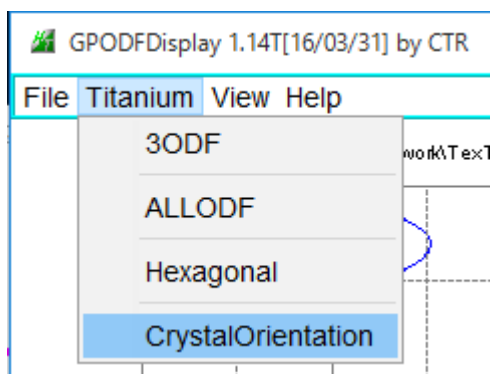 GPODFDisplay 1.14T[16/03/31] by CTR
File Titanium View Help
3ODF
work\TexT
ALLODF
Hexagonal
CrystalOrientation